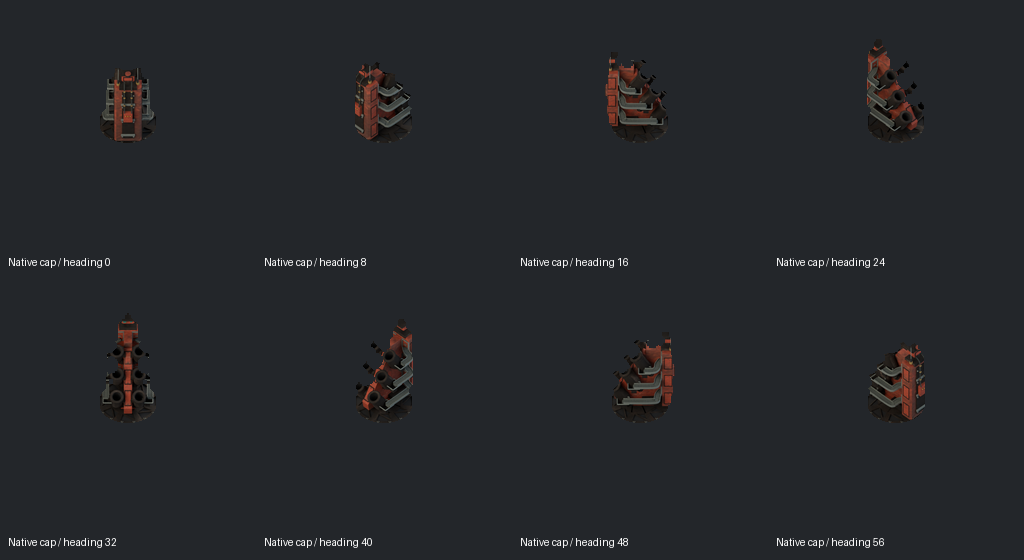 Native cap / heading 0
Native cap / heading 8
Native cap / heading 16
Native cap / heading 24
Native cap / heading 32
Native cap / heading 40
Native cap / heading 48
Native cap / heading 56